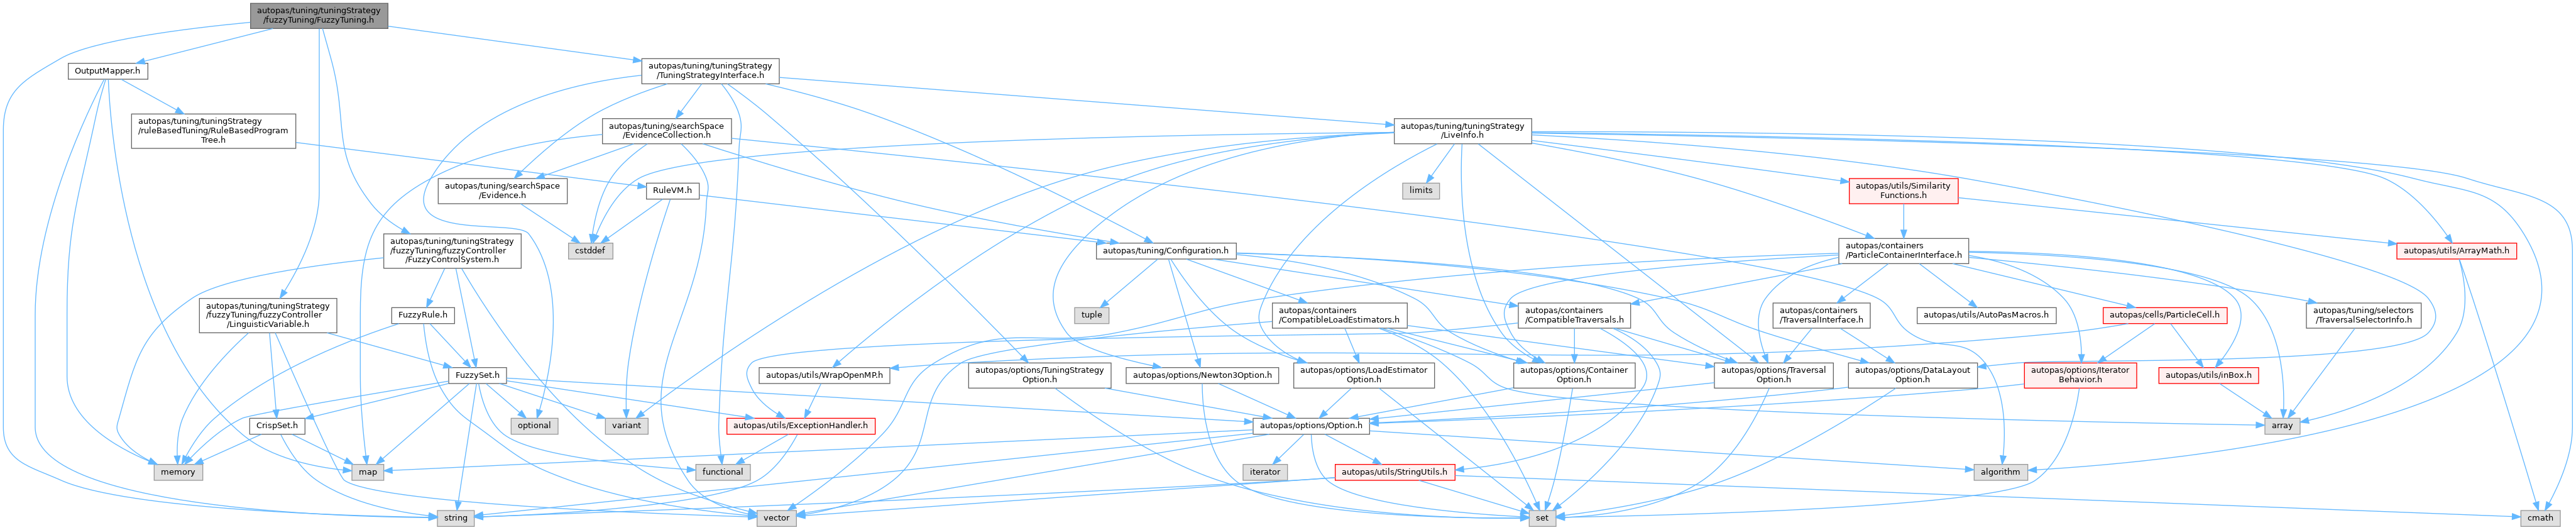 autopas/tuning/tuningStrategy
/fuzzyTuning/FuzzyTuning.h
OutputMapper.h
autopas/tuning/tuningStrategy
/TuningStrategyInterface.h
autopas/tuning/tuningStrategy
/ruleBasedTuning/RuleBasedProgram
Tree.h
autopas/tuning/searchSpace
/EvidenceCollection.h
autopas/tuning/tuningStrategy
/LiveInfo.h
autopas/tuning/searchSpace
/Evidence.h
RuleVM.h
limits
autopas/utils/Similarity
Functions.h
autopas/tuning/tuningStrategy
/fuzzyTuning/fuzzyController
/FuzzyControlSystem.h
cstddef
autopas/tuning/Configuration.h
autopas/containers
/ParticleContainerInterface.h
autopas/utils/ArrayMath.h
autopas/tuning/tuningStrategy
/fuzzyTuning/fuzzyController
/LinguisticVariable.h
FuzzyRule.h
tuple
autopas/containers
/CompatibleLoadEstimators.h
autopas/containers
/CompatibleTraversals.h
autopas/containers
/TraversalInterface.h
autopas/utils/AutoPasMacros.h
autopas/cells/ParticleCell.h
autopas/tuning/selectors
/TraversalSelectorInfo.h
FuzzySet.h
autopas/utils/WrapOpenMP.h
autopas/options/TuningStrategy
Option.h
autopas/options/Newton3Option.h
autopas/options/LoadEstimator
Option.h
autopas/options/Container
Option.h
autopas/options/Traversal
Option.h
autopas/options/DataLayout
Option.h
autopas/options/Iterator
Behavior.h
autopas/utils/inBox.h
CrispSet.h
optional
variant
autopas/utils/ExceptionHandler.h
autopas/options/Option.h
array
memory
map
functional
iterator
autopas/utils/StringUtils.h
algorithm
string
vector
set
cmath